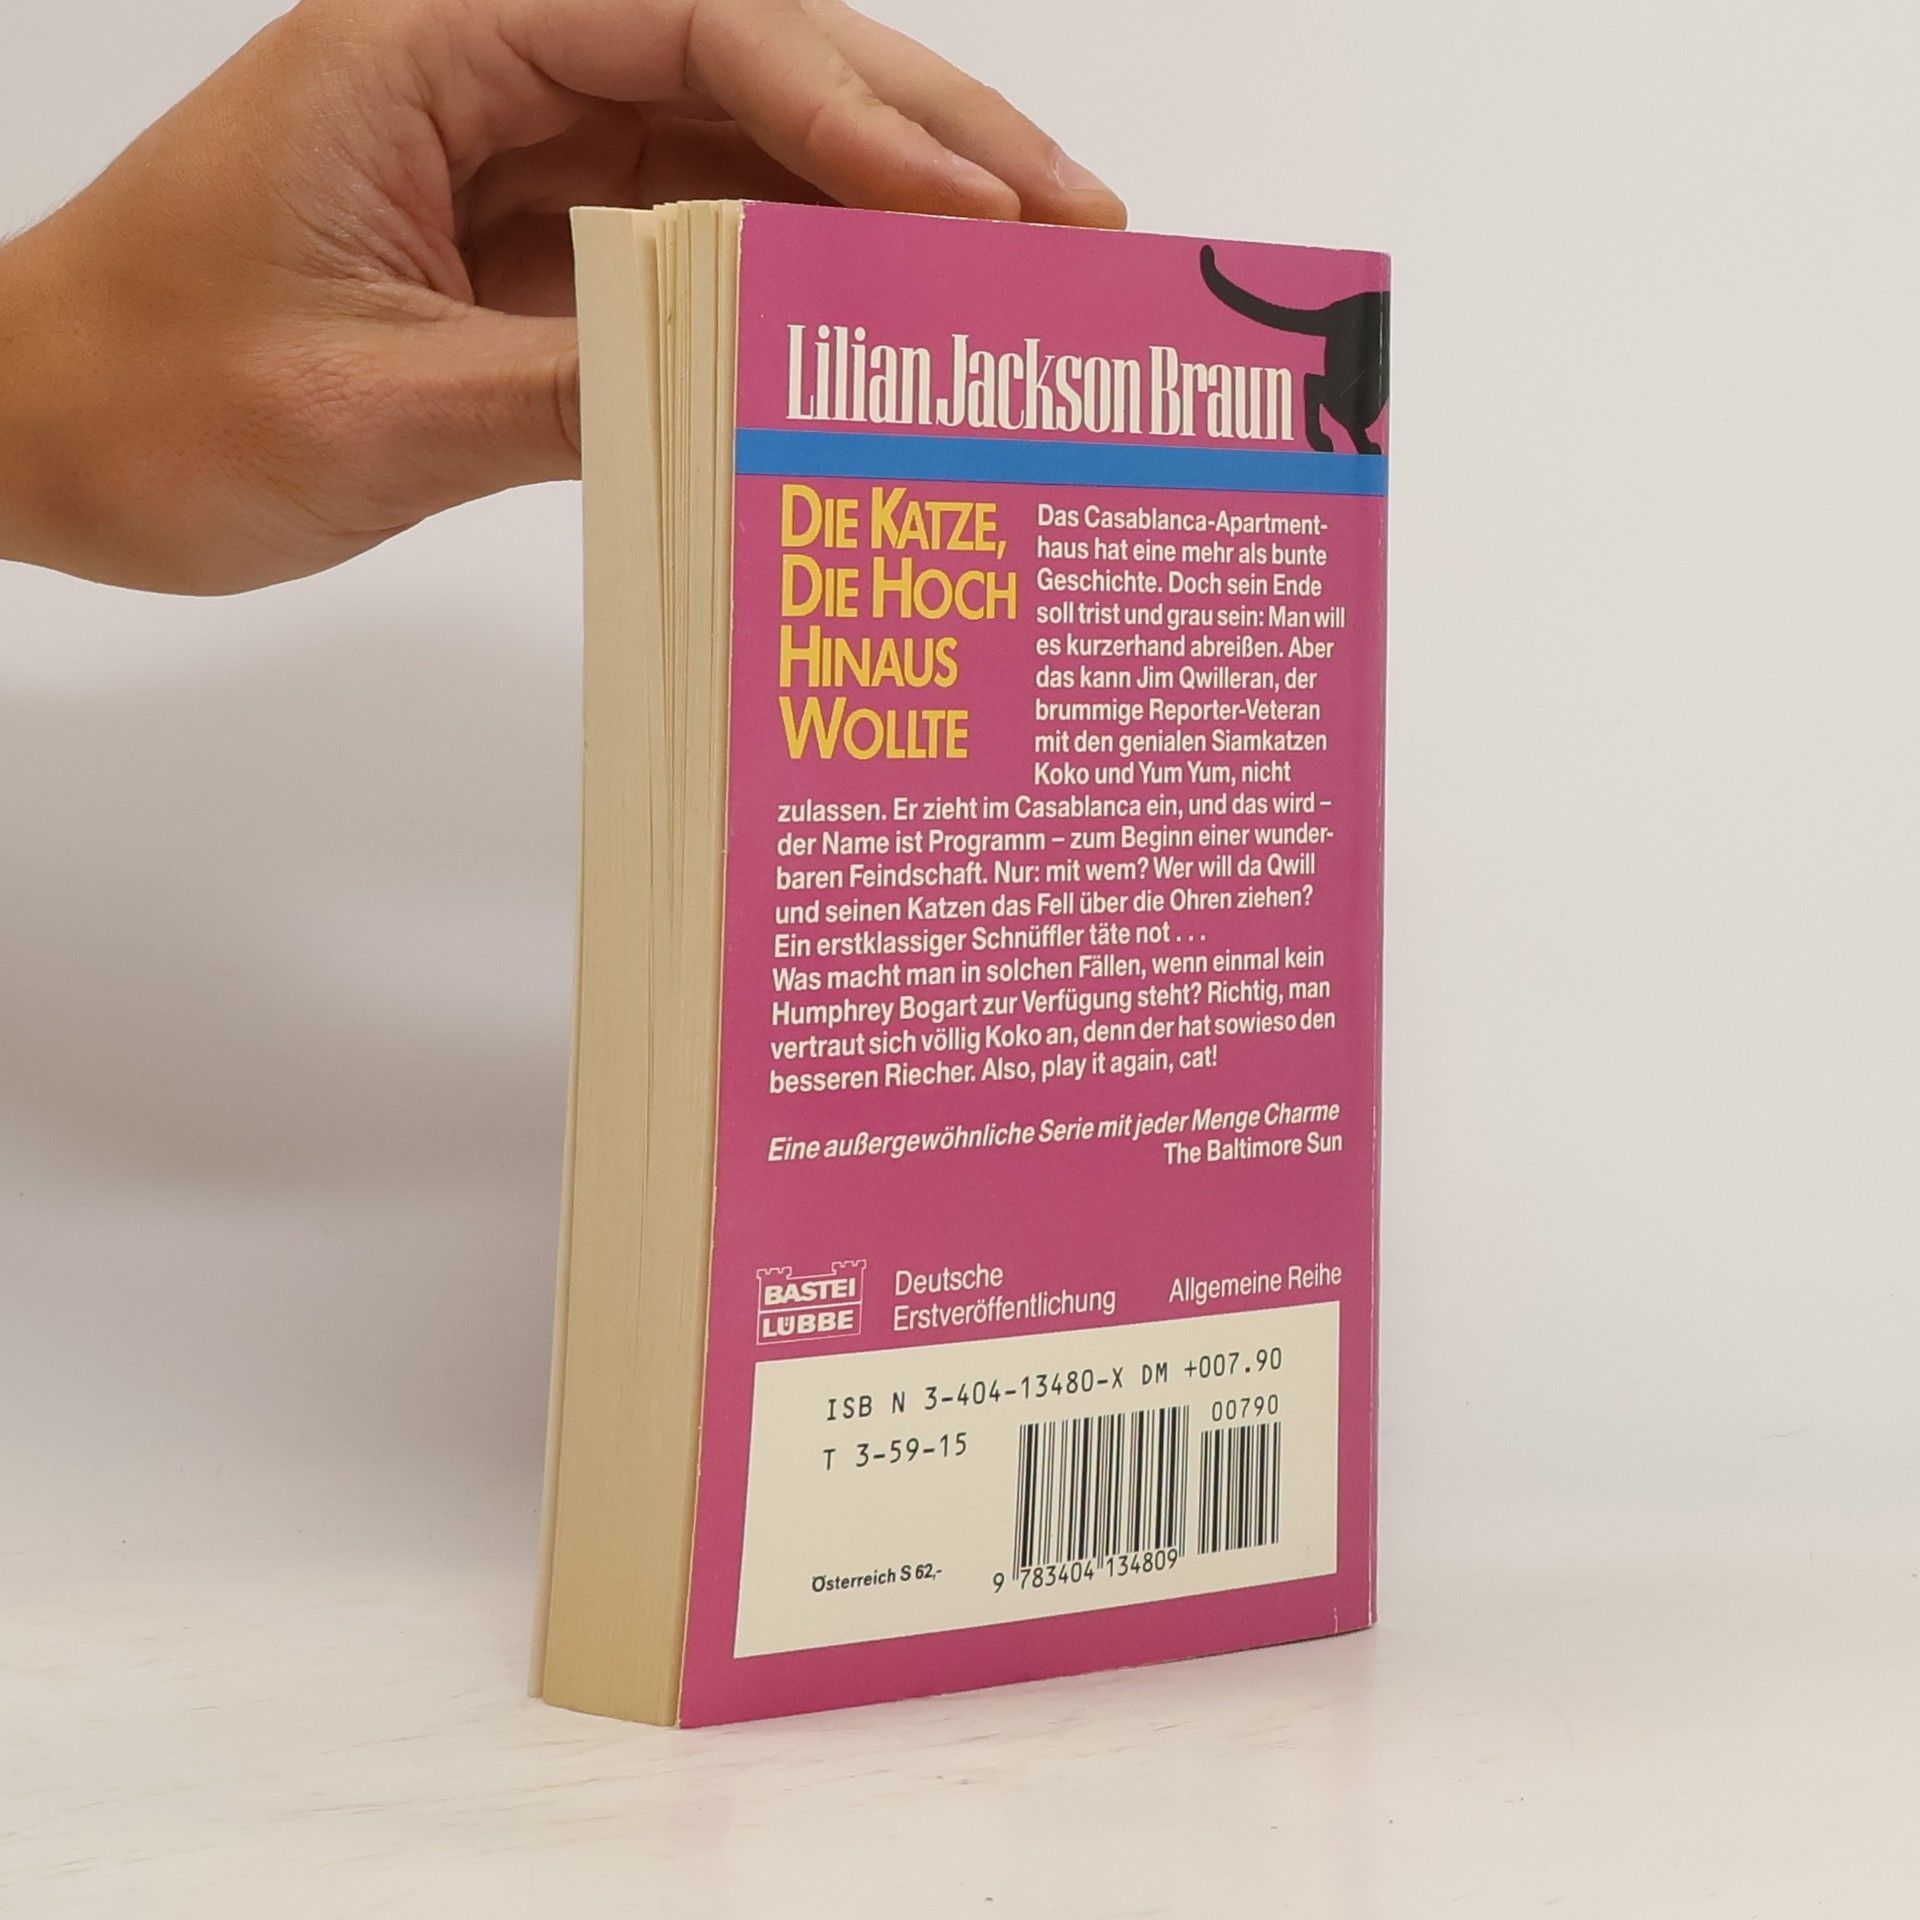 Lilian Jackson Braun
DIE KATZE,
DIE HOCH
HINAUS
WOLLTE
Das Casablanca-Apartment-
haus hat eine mehr als bunte
Geschichte. Doch sein Ende
soll trist und grau sein: Man will
es kurzerhand abreißen. Aber
das kann Jim Qwilleran, der
brummige Reporter-Veteran
mit den genialen Siamkatzen
Koko und Yum Yum, nicht
zulassen. Er zieht im Casablanca ein, und das wird –
der Name ist Programm – zum Beginn einer wunder-
baren Feindschaft. Nur: mit wem? Wer will da Qwill
und seinen Katzen das Fell über die Ohren ziehen?
Ein erstklassiger Schnüffler täte not . . .
Was macht man in solchen Fällen, wenn einmal kein
Humphrey Bogart zur Verfügung steht? Richtig, man
vertraut sich völlig Koko an, denn der hat sowieso den
besseren Riecher. Also, play it again, cat!
Eine außergewöhnliche Serie mit jeder Menge Charme
The Baltimore Sun
BASTEI
LÜBBE
Deutsche
Erstveröffentlichung
Allgemeine Reihe
ISB N 3-404-13480-X DM +007.90
T 3-59-15
00790
Österreich S 62,-
9 783404 134809